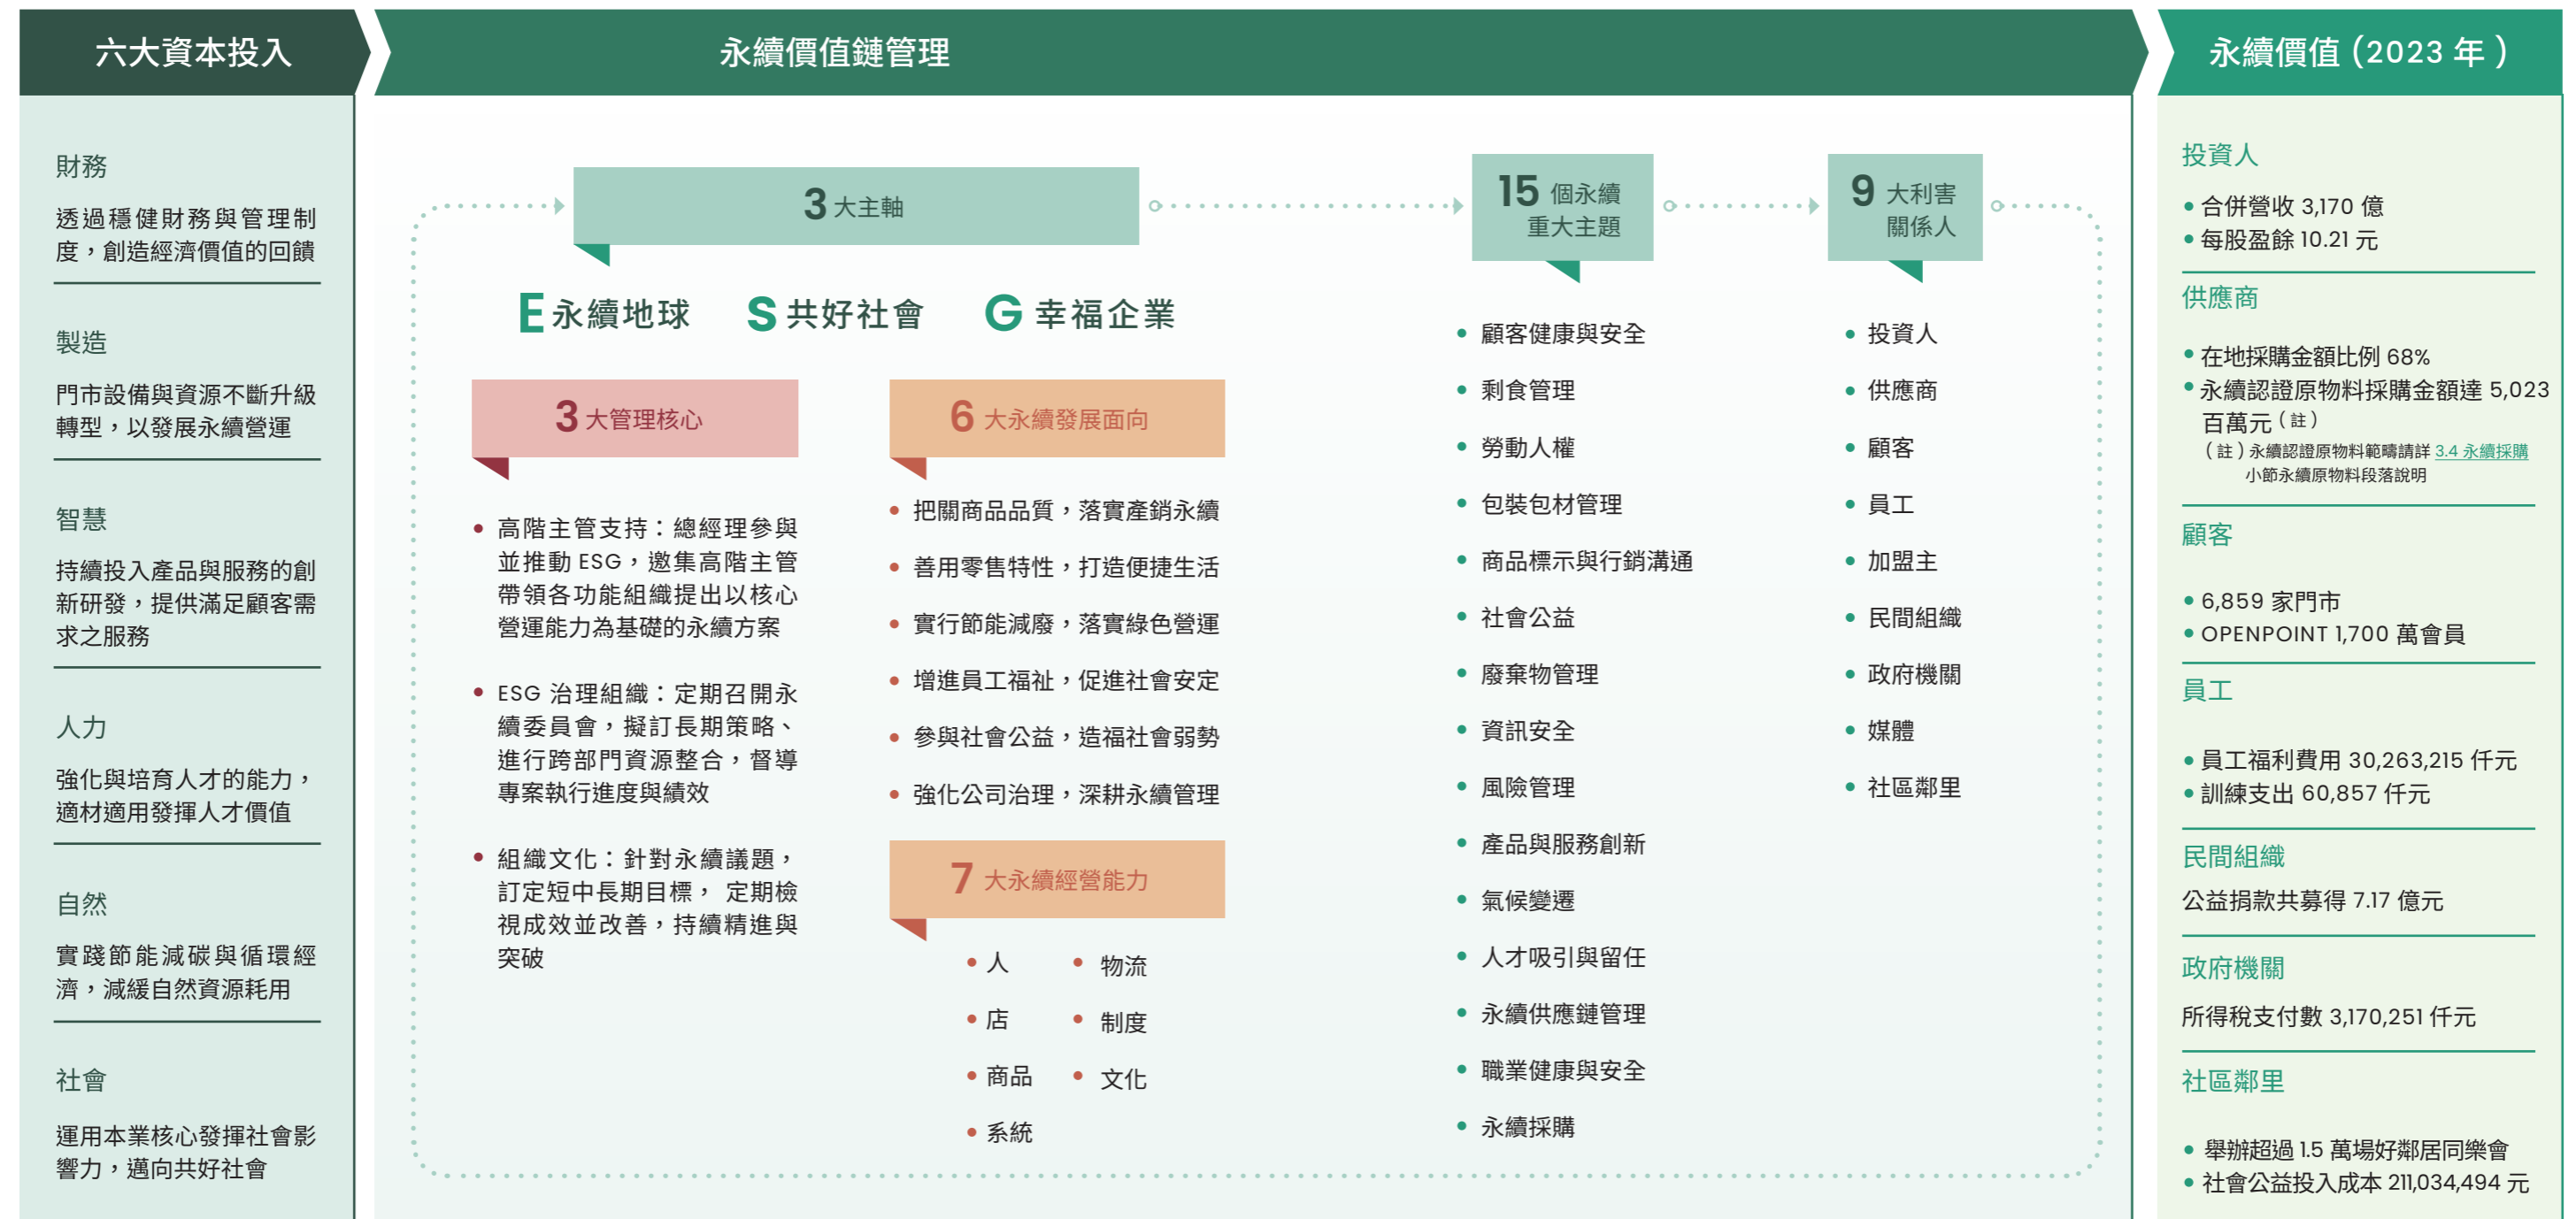 六大資本投入
財務
透過穩健財務與管理制
度，創造經濟價值的回饋
製造
門市設備與資源不斷升級
轉型，以發展永續營運
智慧
持續投入產品與服務的創
新研發，提供滿足顧客需
求之服務
人力
強化與培育人才的能力，
適材適用發揮人才價值
自然
實踐節能減碳與循環經
濟，減緩自然資源耗用
社會
運用本業核心發揮社會影
響力，邁向共好社會
永續價值鏈管理
3 大主軸
E 永續地球 S 共好社會 G 幸福企業
3 大管理核心
高階主管支持：總經理參與
並推動 ESG，邀集高階主管
帶領各功能組織提出以核心
營運能力為基礎的永續方案
ESG 治理組織：定期召開永
續委員會，擬訂長期策略、
進行跨部門資源整合，督導
專案執行進度與績效
組織文化：針對永續議題，
訂定短中長期目標， 定期檢
視成效並改善，持續精進與
突破
6 大永續發展面向
把關商品品質，落實產銷永續
善用零售特性，打造便捷生活
實行節能減廢，落實綠色營運
增進員工福祉，促進社會安定
參與社會公益，造福社會弱勢
強化公司治理，深耕永續管理
7 大永續經營能力
人
店
商品
系統
物流
制度
文化
15 個永續
重大主題
顧客健康與安全
剩食管理
勞動人權
包裝包材管理
商品標示與行銷溝通
社會公益
廢棄物管理
資訊安全
風險管理
產品與服務創新
氣候變遷
人才吸引與留任
永續供應鏈管理
職業健康與安全
永續採購
9 大利害
關係人
投資人
供應商
顧客
員工
加盟主
民間組織
政府機關
媒體
社區鄰里
永續價值 (2023 年 )
投資人
合併營收 3,170 億
每股盈餘 10.21 元
供應商
在地採購金額比例 68%
永續認證原物料採購金額達 5,023
百萬元 ( 註 )
( 註 ) 永續認證原物料範疇請詳 3.4 永續採購
小節永續原物料段落說明
顧客
6,859 家門市
OPENPOINT 1,700 萬會員
員工
員工福利費用 30,263,215 仟元
訓練支出 60,857 仟元
民間組織
公益捐款共募得 7.17 億元
政府機關
所得稅支付數 3,170,251 仟元
社區鄰里
舉辦超過 1.5 萬場好鄰居同樂會
社會公益投入成本 211,034,494 元